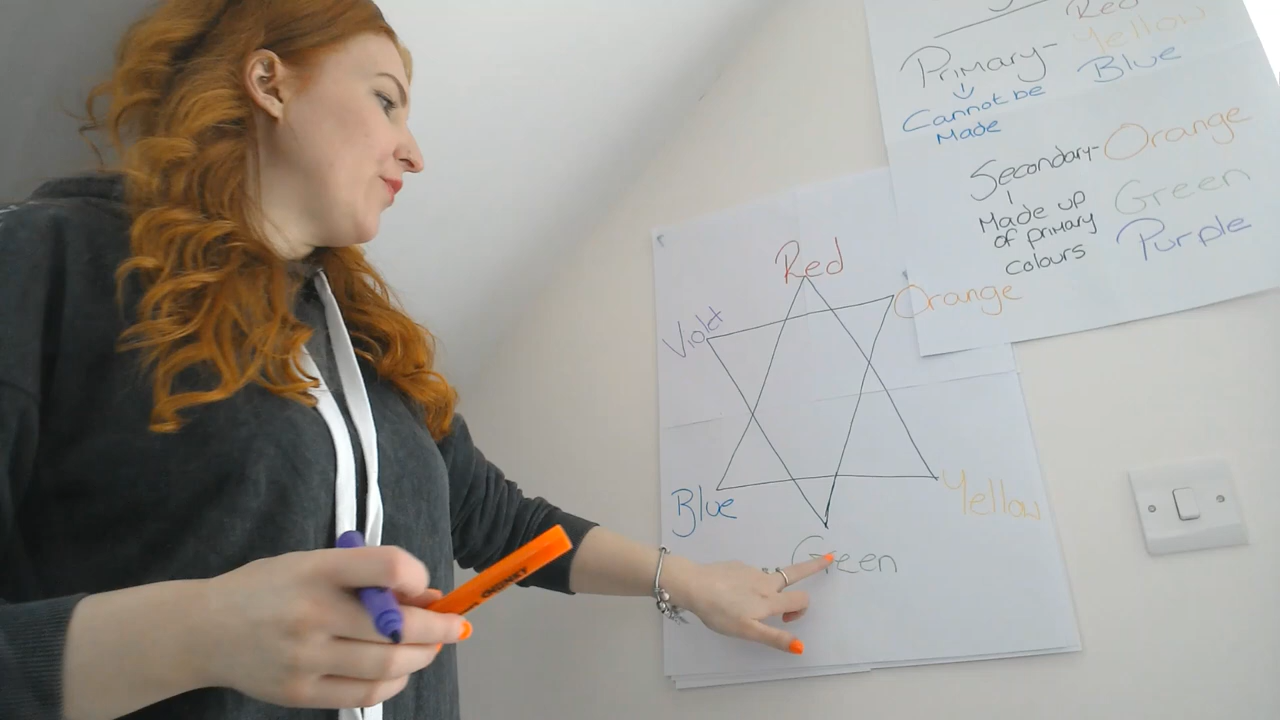 Red
Primary- Yellow
Blue
Cannot be
Made
Secondary- Orange
Made up
of primary
colours
Green
Purple
Red
Orange
Violet
Blue
Yellow
Green